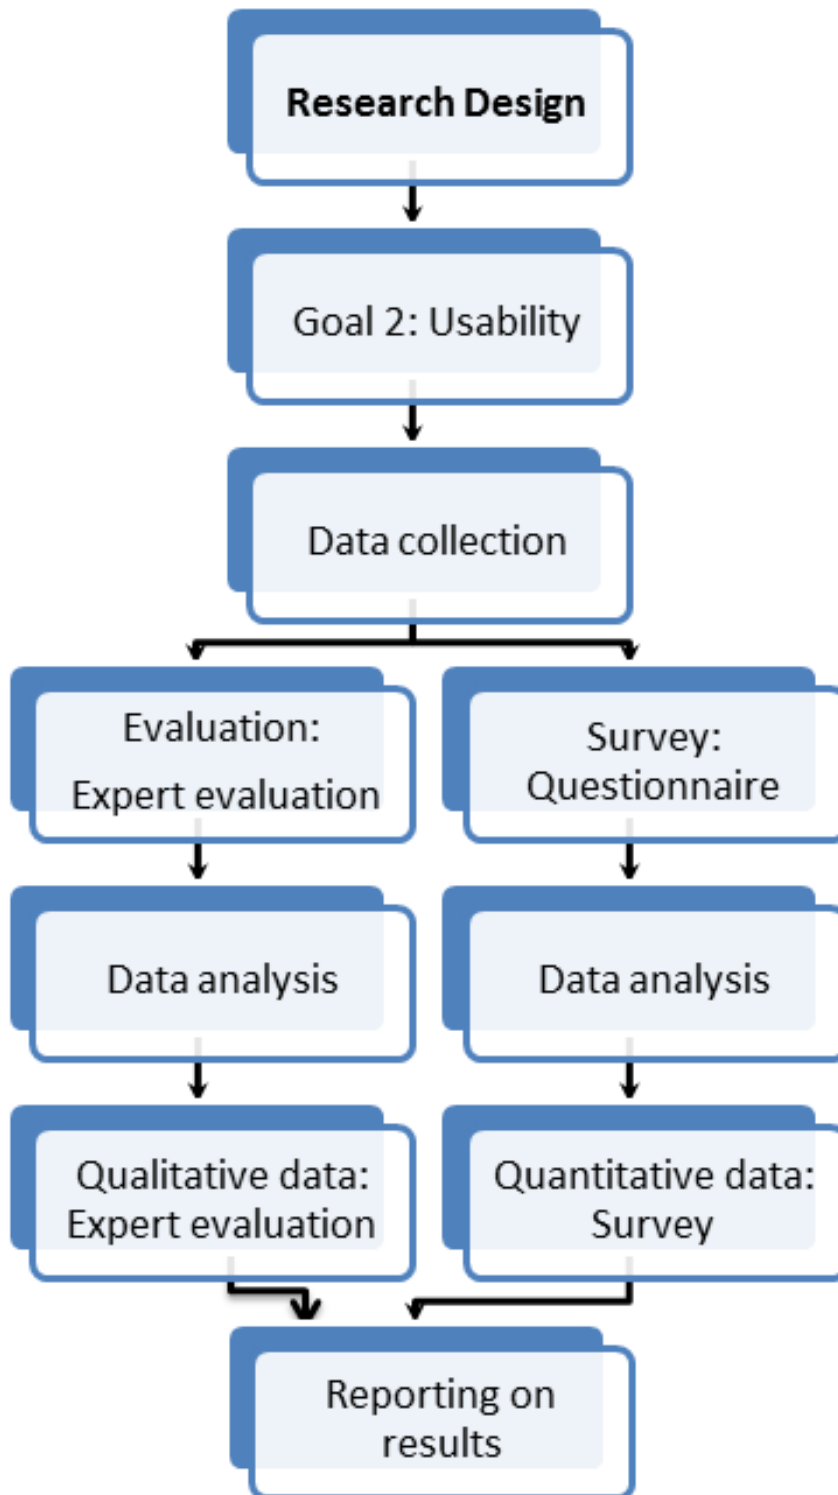 Research Design
Goal 2: Usability
Data collection
Evaluation:
Expert evaluation
Survey:
Questionnaire
Data analysis
Data analysis
Qualitative data:
Expert evaluation
Quantitative data:
Survey
Reporting on
results